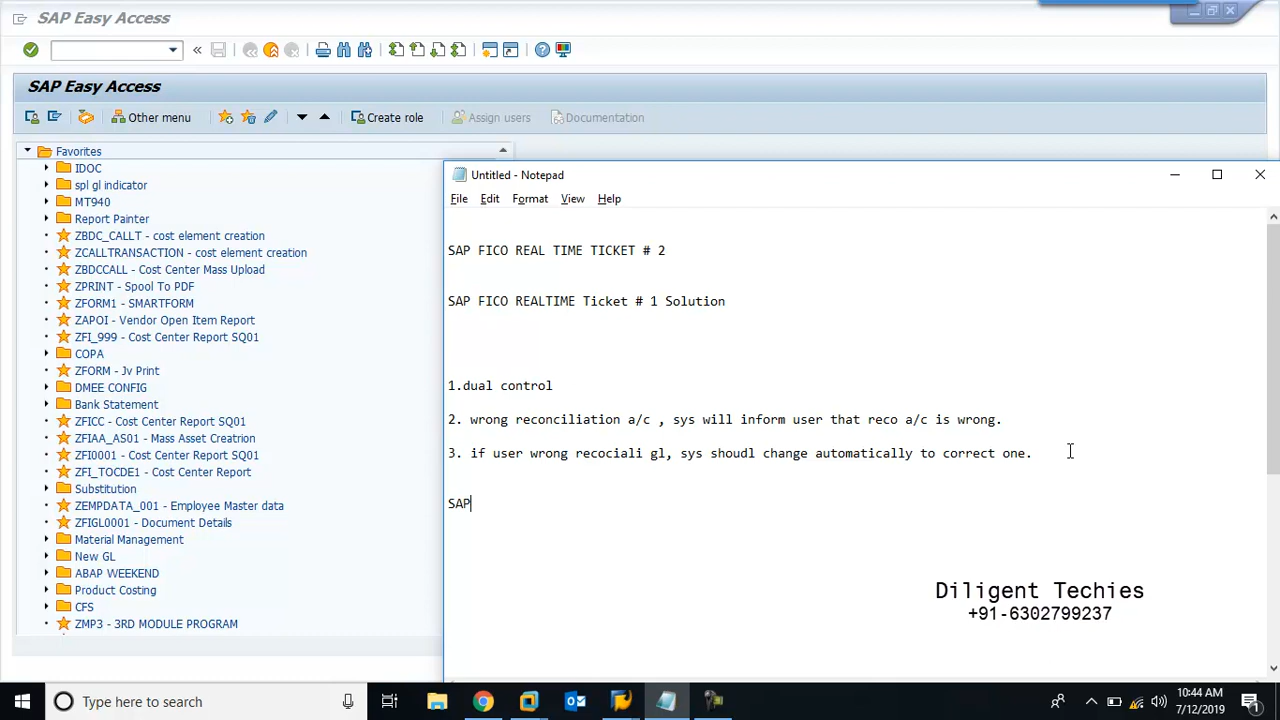 SAP Easy Access
SAP Easy Access
Other menu
Create role
Assign users
Documentation
Favorites
IDOC
spl gl indicator
MT940
Report Painter
ZBDC_CALLT - cost element creation
ZCALLTRANSACTION - cost element creation
ZBDCCALL - Cost Center Mass Upload
ZPRINT - Spool To PDF
ZFORM1 - SMARTFORM
ZAPOI - Vendor Open Item Report
ZFI_999 - Cost Center Report SQ01
COPA
ZFORM - Jv Print
DMEE CONFIG
Bank Statement
ZFICC - Cost Center Report SQ01
ZFIAA_AS01 - Mass Asset Creatrion
ZFI0001 - Cost Center Report SQ01
ZFI_TOCDE1 - Cost Center Report
Substitution
ZEMPDATA_001 - Employee Master data
ZFIGL0001 - Document Details
Material Management
New GL
ABAP WEEKEND
Product Costing
CFS
ZMP3 - 3RD MODULE PROGRAM
Untitled - Notepad
File Edit Format View Help
SAP FICO REAL TIME TICKET # 2
SAP FICO REALTIME Ticket # 1 Solution
1.dual control
2. wrong reconciliation a/c , sys will inform user that reco a/c is wrong.
3. if user wrong recociali gl, sys shoudl change automatically to correct one.
SAP
Diligent Techies
+91-6302799237
Type here to search
10:44 AM
7/12/2019
1